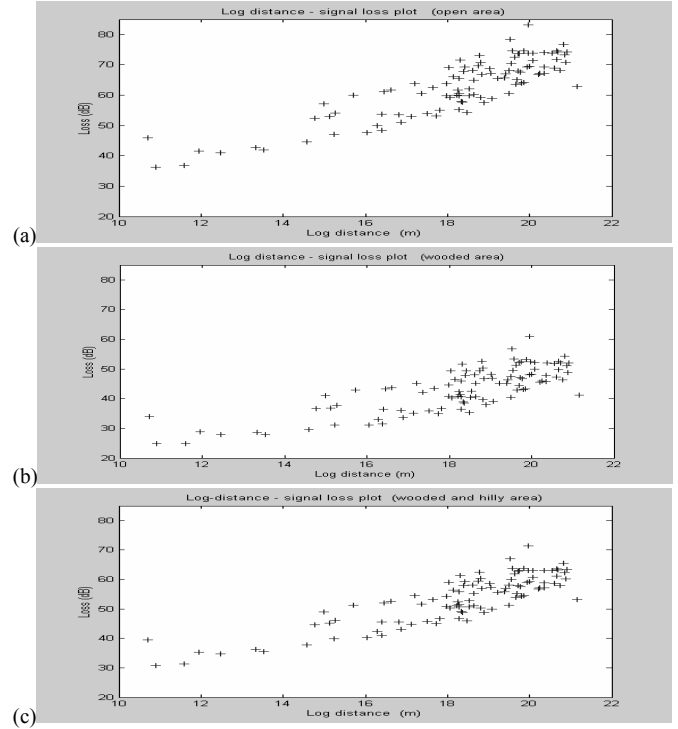 Log distance - signal loss plot (open area)
80
70
60
50
40
30
20
Loss (dB)
10 12 14 16 18 20 22
Log distance (m)
(a)
Log distance - signal loss plot (wooded area)
80
70
60
50
40
30
20
Loss (dB)
10 12 14 16 18 20 22
Log distance (m)
(b)
Log-distance - signal loss plot (wooded and hilly area)
80
70
60
50
40
30
20
Loss (dB)
10 12 14 16 18 20 22
Log distance (m)
(c)